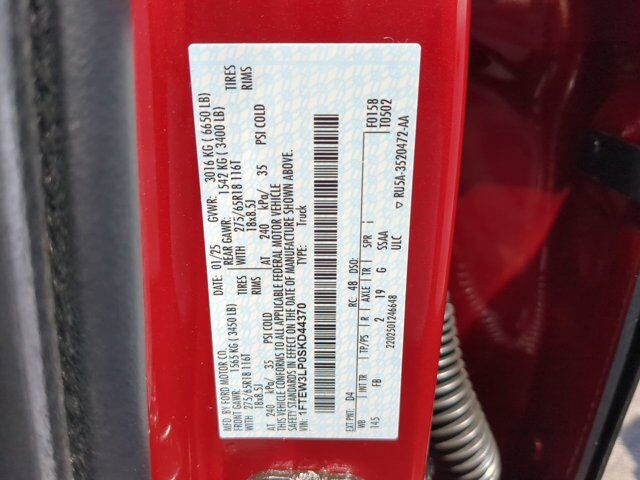 MFD. BY FORD MOTOR CO. DATE: 01/25 GVWR: 3016 KG ( 6650 LB)
FRONT GAWR: 1565 KG ( 3450 LB) REAR GAWR: 1542 KG ( 3400 LB)
WITH 275/65R18 116T TIRES WITH 275/65R18 116T TIRES
18x8.5J RIMS 18x8.5J RIMS
AT 240 kPa/ 35 PSI COLD AT 240 kPa/ 35 PSI COLD
THIS VEHICLE CONFORMS TO ALL APPLICABLE FEDERAL MOTOR VEHICLE
SAFETY STANDARDS IN EFFECT ON THE DATE OF MANUFACTURE SHOWN ABOVE.
VIN: 1FTEW3LP0SKD44370 TYPE: Truck
F0158
T0502
EXT PNT: D4 RC: 48 DSO:
WB INT TR TP/PS R AXLE TR SPR i
145 FB 2 19 G SSAA
ULC
2202501246648
RU5A-3520472-AA